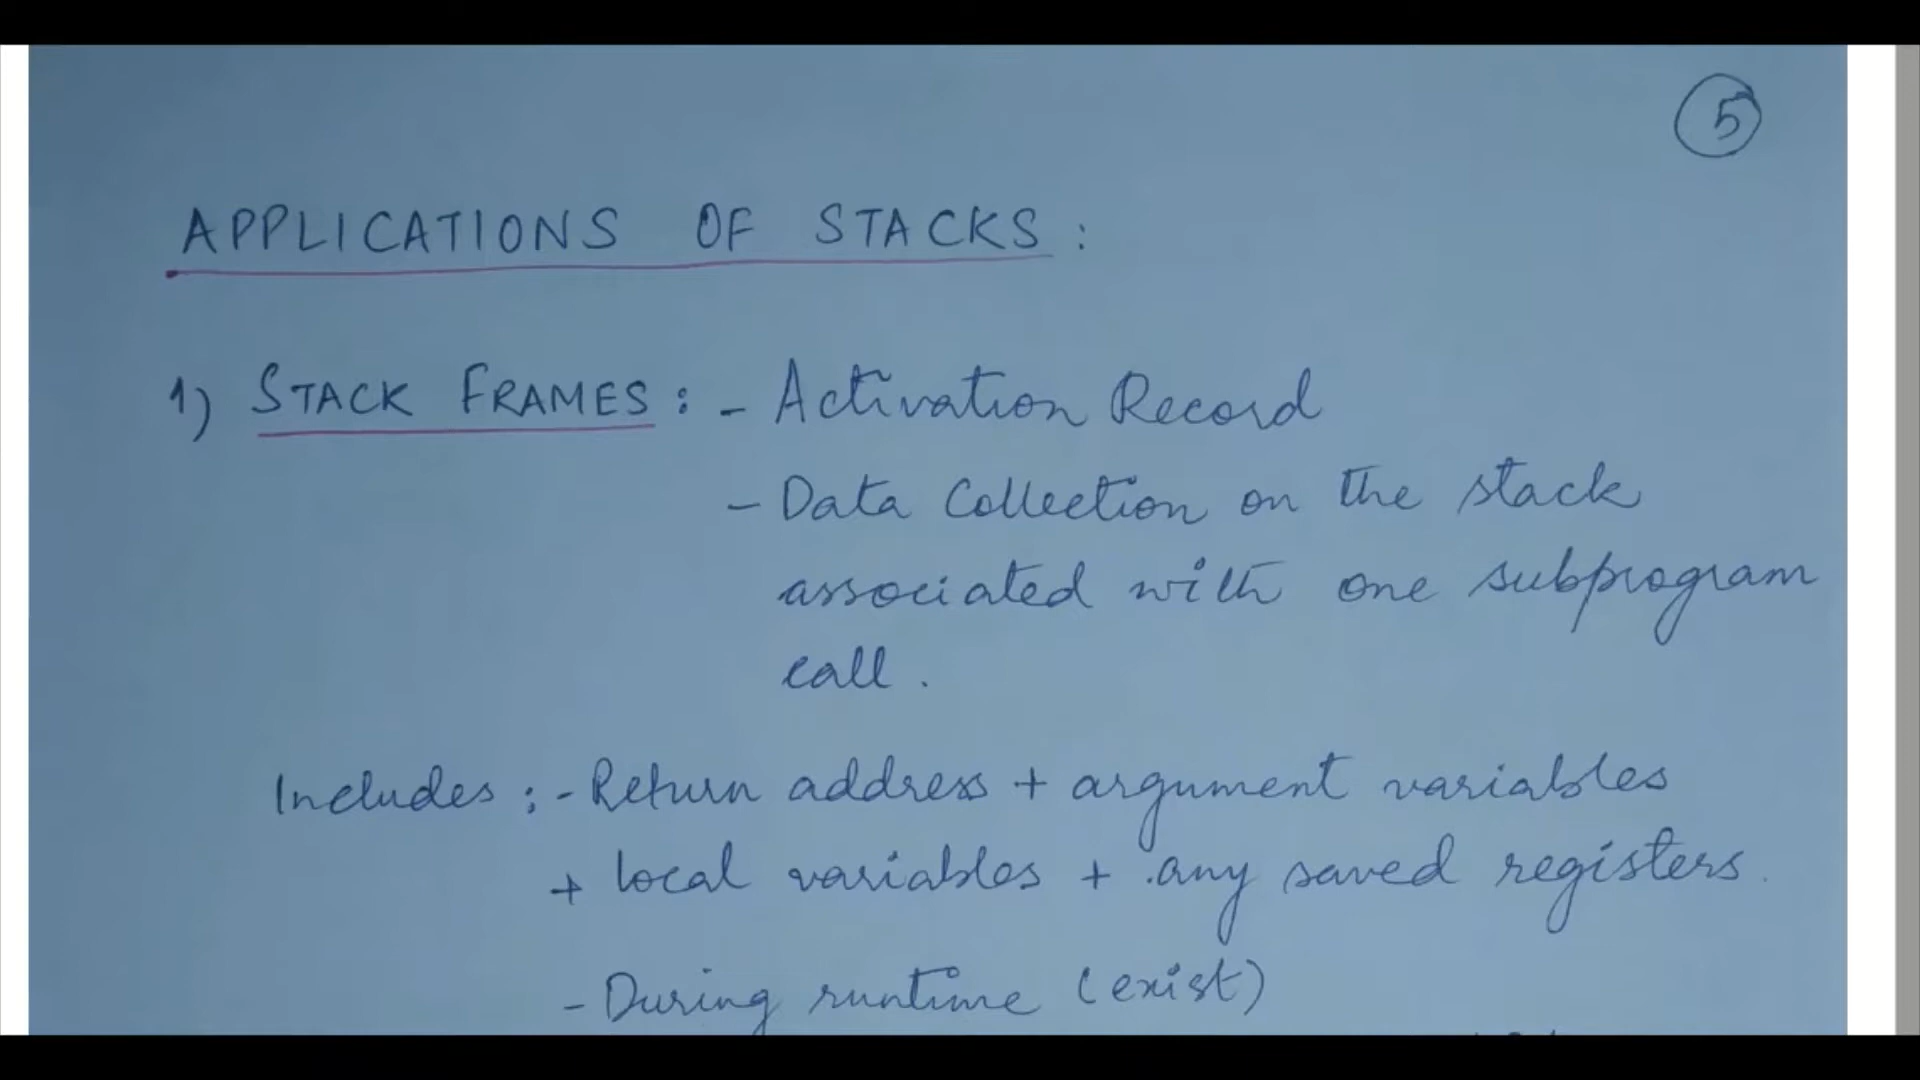 5
APPLICATIONS OF STACKS :
1) STACK FRAMES : - Activation Record
- Data Collection on the stack
associated with one subprogram
call .
Includes : - Return address + argument variables
+ local variables + any saved registers.
- During runtime (exist)